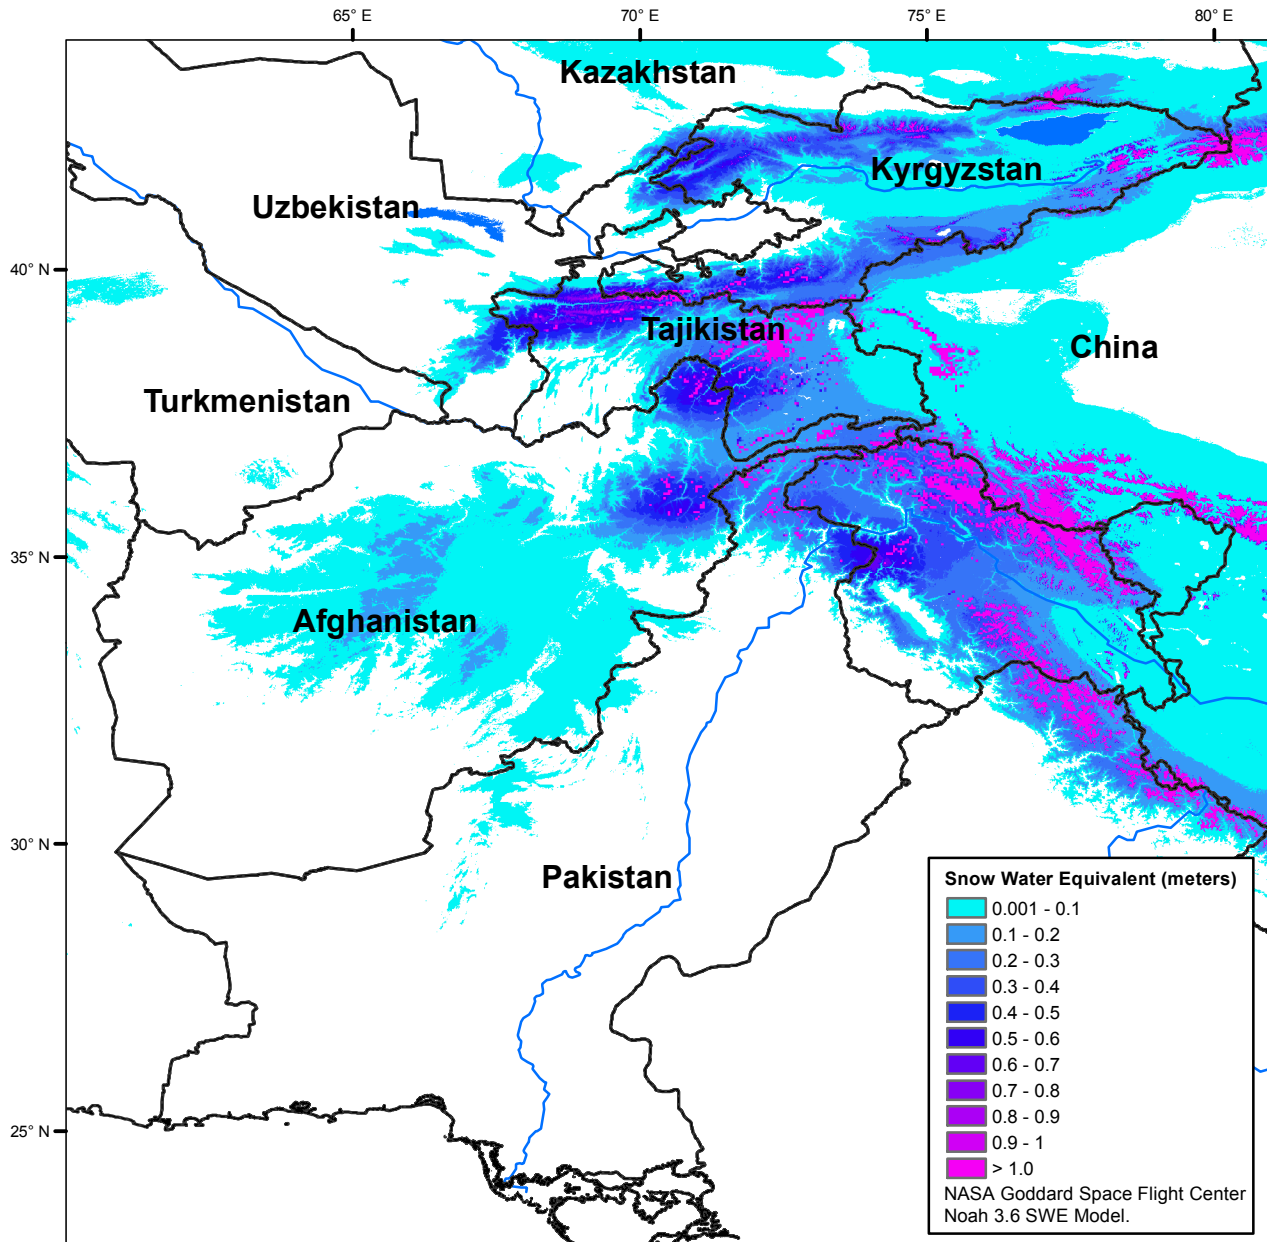 65° E
70° E
75° E
80° E
Kazakhstan
Kyrgyzstan
Uzbekistan
40° N
Tajikistan
China
Turkmenistan
35° N
Afghanistan
30° N
Pakistan
25° N
Snow Water Equivalent (meters)
0.001 - 0.1
0.1 - 0.2
0.2 - 0.3
0.3 - 0.4
0.4 - 0.5
0.5 - 0.6
0.6 - 0.7
0.7 - 0.8
0.8 - 0.9
0.9 - 1
> 1.0
NASA Goddard Space Flight Center
Noah 3.6 SWE Model.